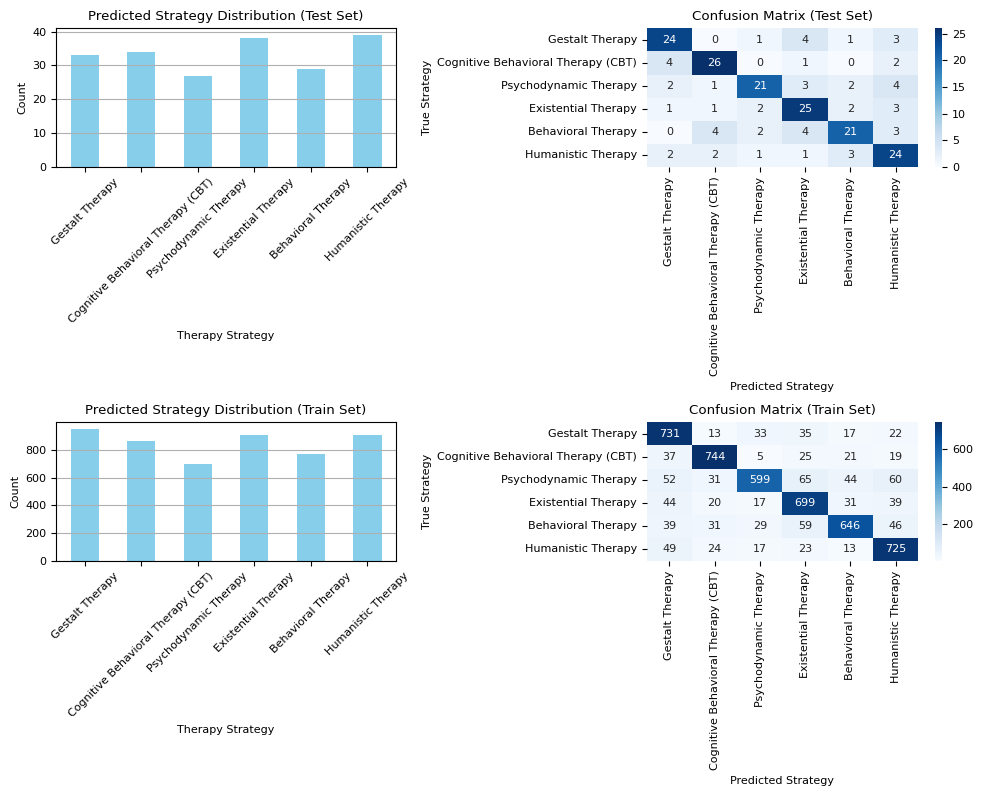 Predicted Strategy Distribution (Test Set)
Count
40
30
20
10
0
Gestalt Therapy
Cognitive Behavioral Therapy (CBT)
Psychodynamic Therapy
Existential Therapy
Behavioral Therapy
Humanistic Therapy
Therapy Strategy
Confusion Matrix (Test Set)
True Strategy
Gestalt Therapy 24 0 1 4 1 3
Cognitive Behavioral Therapy (CBT) 4 26 0 1 0 2
Psychodynamic Therapy 2 1 21 3 2 4
Existential Therapy 1 1 2 25 2 3
Behavioral Therapy 0 4 2 4 21 3
Humanistic Therapy 2 2 1 1 3 24
Gestalt Therapy
Cognitive Behavioral Therapy (CBT)
Psychodynamic Therapy
Existential Therapy
Behavioral Therapy
Humanistic Therapy
Predicted Strategy
25
20
15
10
5
0
Predicted Strategy Distribution (Train Set)
Count
800
600
400
200
0
Gestalt Therapy
Cognitive Behavioral Therapy (CBT)
Psychodynamic Therapy
Existential Therapy
Behavioral Therapy
Humanistic Therapy
Therapy Strategy
Confusion Matrix (Train Set)
True Strategy
Gestalt Therapy 731 13 33 35 17 22
Cognitive Behavioral Therapy (CBT) 37 744 5 25 21 19
Psychodynamic Therapy 52 31 599 65 44 60
Existential Therapy 44 20 17 699 31 39
Behavioral Therapy 39 31 29 59 646 46
Humanistic Therapy 49 24 17 23 13 725
Gestalt Therapy
Cognitive Behavioral Therapy (CBT)
Psychodynamic Therapy
Existential Therapy
Behavioral Therapy
Humanistic Therapy
Predicted Strategy
600
400
200